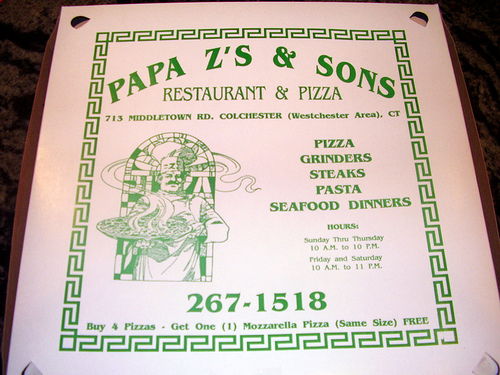 PAPA Z'S & SONS
RESTAURANT & PIZZA
713 MIDDLETOWN RD. COLCHESTER (Westchester Area), CT
PIZZA
GRINDERS
STEAKS
PASTA
SEAFOOD DINNERS
HOURS:
Sunday Thru Thursday
10 A.M. to 10 P.M.
Friday and Saturday
10 A.M. to 11 P.M.
267-1518
Buy 4 Pizzas - Get One (1) Mozzarella Pizza (Same Size) FREE